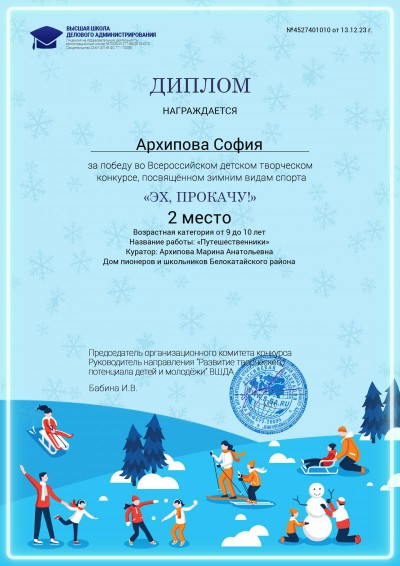 ВЫСШАЯ ШКОЛА
ДЕЛОВОГО АДМИНИСТРИРОВАНИЯ
№4527401010 от 13.12.23 г.
ДИПЛОМ
НАГРАЖДАЕТСЯ
Архипова София
за победу во Всероссийском детском творческом
конкурсе, посвящённом зимним видам спорта
«ЭХ, ПРОКАЧУ!»
2 место
Возрастная категория от 9 до 10 лет
Название работы: «Путешественники»
Куратор: Архипова Марина Анатольевна
Дом пионеров и школьников Белокатайского района
Председатель организационного комитета конкурса
Руководитель направления "Развитие творческого
потенциала детей и молодёжи" ВШДА
Бабина И.В.